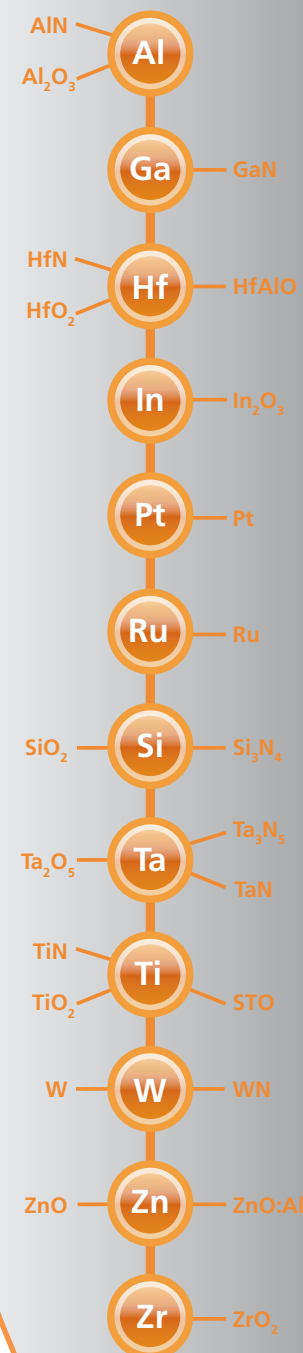 AlN
Al
Al₂O₃
Ga
GaN
HfN
Hf
HfAlO
HfO₂
In
In₂O₃
Pt
Pt
Ru
Ru
SiO₂
Si
Si₃N₄
Ta₃N₅
Ta₂O₅
Ta
TaN
TiN
Ti
TiO₂
STO
W
W
WN
ZnO
Zn
ZnO:Al
Zr
ZrO₂